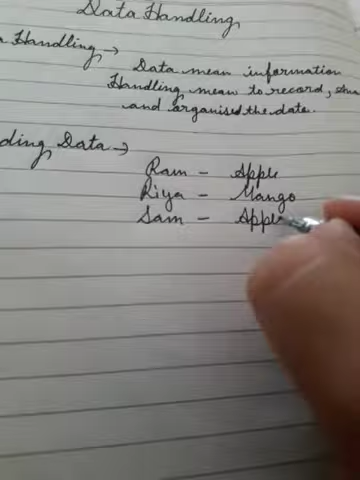 Data Handling
a Handling →
Data mean information
Handling mean to record,
and organised the data.
ding Data →
Ram – Apple
Riya – Mango
Sam – Apple